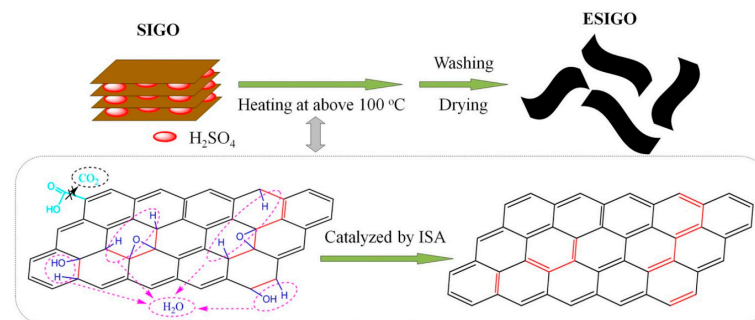 SIGO
ESIGO
Washing
Heating at above 100 °C
Drying
H₂SO₄
CO₂
O
HO
H
H
H
O
O
H
HO
H
H
OH
H₂O
Catalyzed by ISA